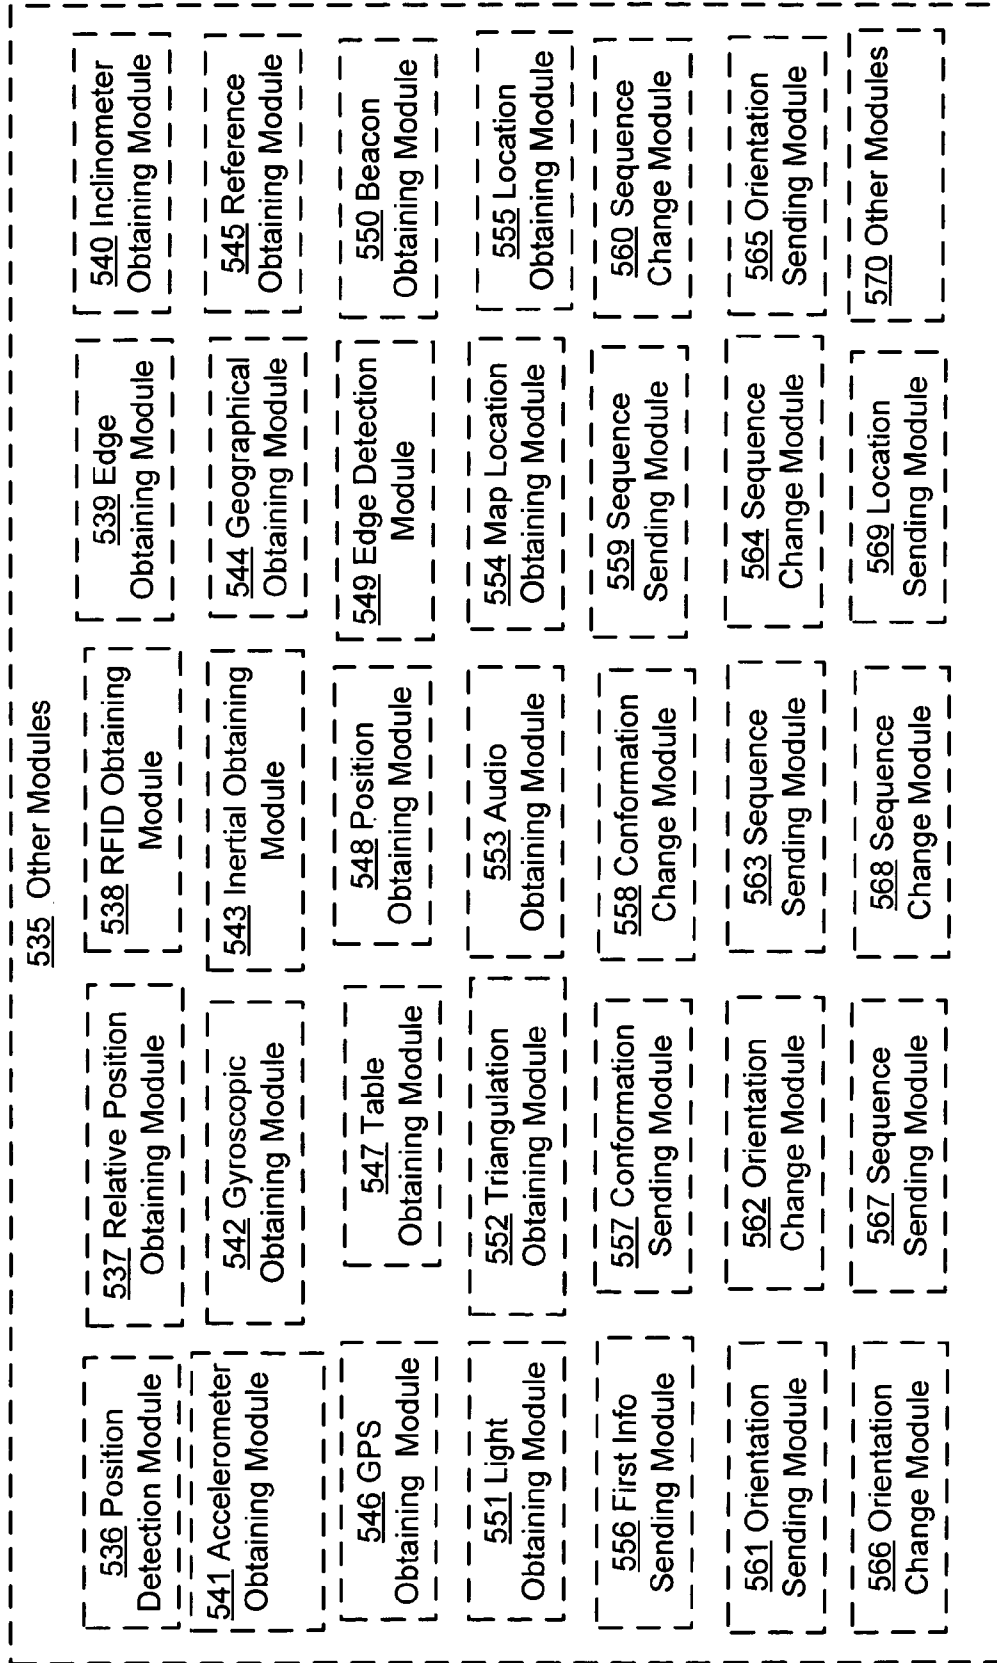 535 Other Modules
536 Position
Detection Module
537 Relative Position
Obtaining Module
538 RFID Obtaining
Module
539 Edge
Obtaining Module
540 Inclinometer
Obtaining Module
541 Accelerometer
Obtaining Module
542 Gyroscopic
Obtaining Module
543 Inertial Obtaining
Module
544 Geographical
Obtaining Module
545 Reference
Obtaining Module
546 GPS
Obtaining Module
547 Table
Obtaining Module
548 Position
Obtaining Module
549 Edge Detection
Module
550 Beacon
Obtaining Module
551 Light
Obtaining Module
552 Triangulation
Obtaining Module
553 Audio
Obtaining Module
554 Map Location
Obtaining Module
555 Location
Obtaining Module
556 First Info
Sending Module
557 Conformation
Sending Module
558 Conformation
Change Module
559 Sequence
Sending Module
560 Sequence
Change Module
561 Orientation
Sending Module
562 Orientation
Change Module
563 Sequence
Sending Module
564 Sequence
Change Module
565 Orientation
Sending Module
566 Orientation
Change Module
567 Sequence
Sending Module
568 Sequence
Change Module
569 Location
Sending Module
570 Other Modules